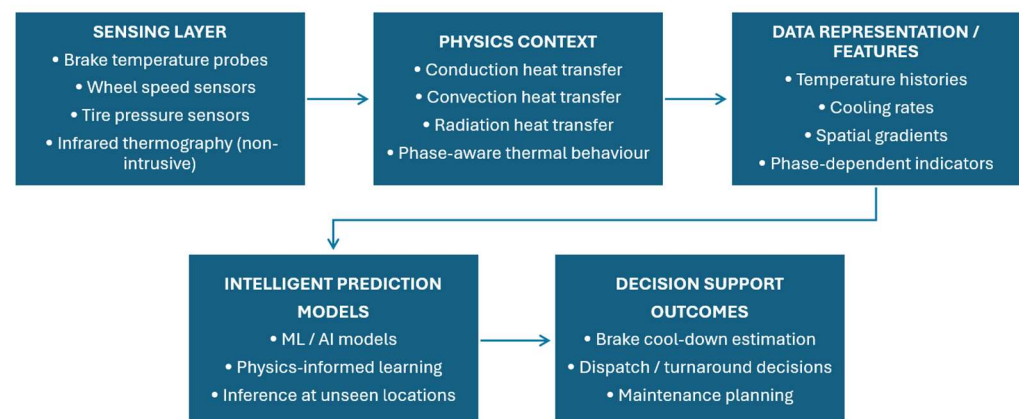 SENSING LAYER
• Brake temperature probes
• Wheel speed sensors
• Tire pressure sensors
• Infrared thermography (non-
intrusive)
PHYSICS CONTEXT
• Conduction heat transfer
• Convection heat transfer
• Radiation heat transfer
• Phase-aware thermal behaviour
DATA REPRESENTATION /
FEATURES
• Temperature histories
• Cooling rates
• Spatial gradients
• Phase-dependent indicators
INTELLIGENT PREDICTION
MODELS
• ML / AI models
• Physics-informed learning
• Inference at unseen locations
DECISION SUPPORT
OUTCOMES
• Brake cool-down estimation
• Dispatch / turnaround decisions
• Maintenance planning